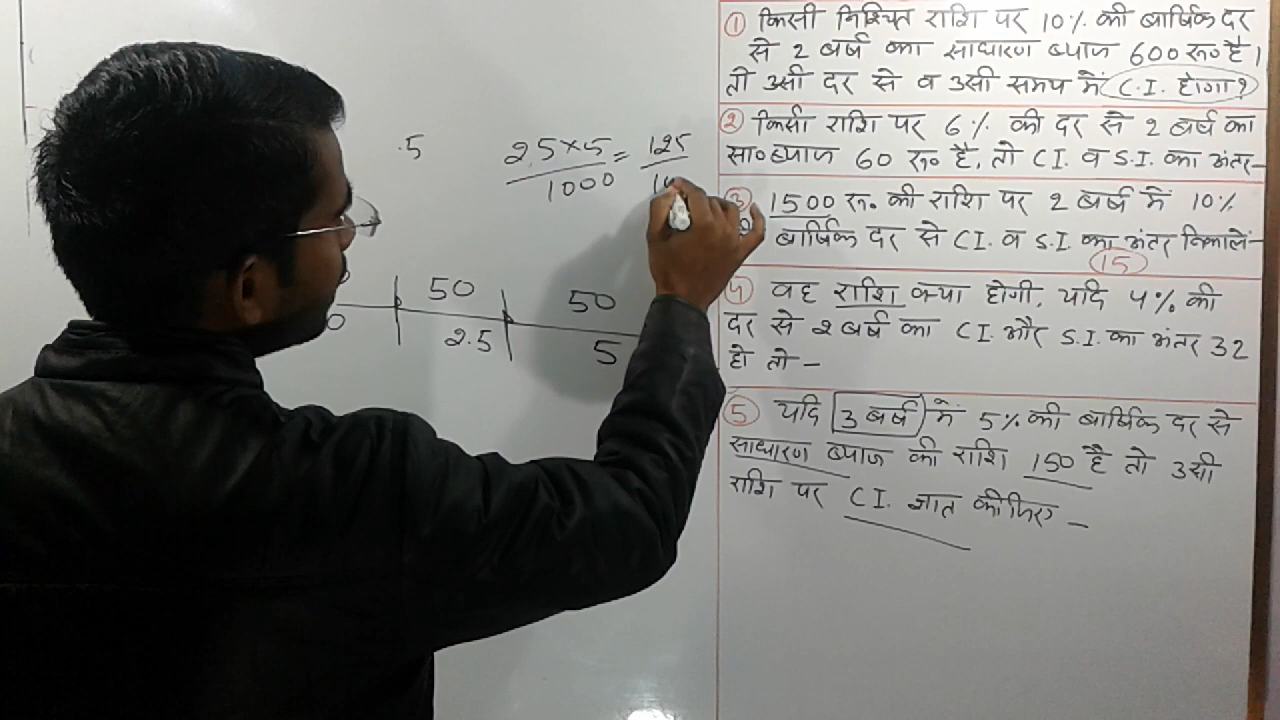 .5
25×5 / 1000 = 125 / 10
50 50
0 2.5 5
① किसी निश्चित राशि पर 10% की वार्षिक दर
से 2 वर्ष का साधारण ब्याज 600 रू० है।
तो उसी दर से व उसी समय में C.I. होगा?
② किसी राशि पर 6% की दर से 2 वर्ष का
सा० ब्याज 60 रू० है, तो C I. व S.I. का अंतर–
③ 1500 रू. की राशि पर 2 वर्ष में 10%
वार्षिक दर से C I. व S.I. का अंतर निकालें–
15
④ वह राशि क्या होगी, यदि 4% की
दर से 2 वर्ष का C I. और S.I. का अंतर 32
हो तो –
⑤ यदि 3 वर्ष में 5% की वार्षिक दर से
साधारण ब्याज की राशि 150 है तो उसी
राशि पर C I. ज्ञात कीजिए –